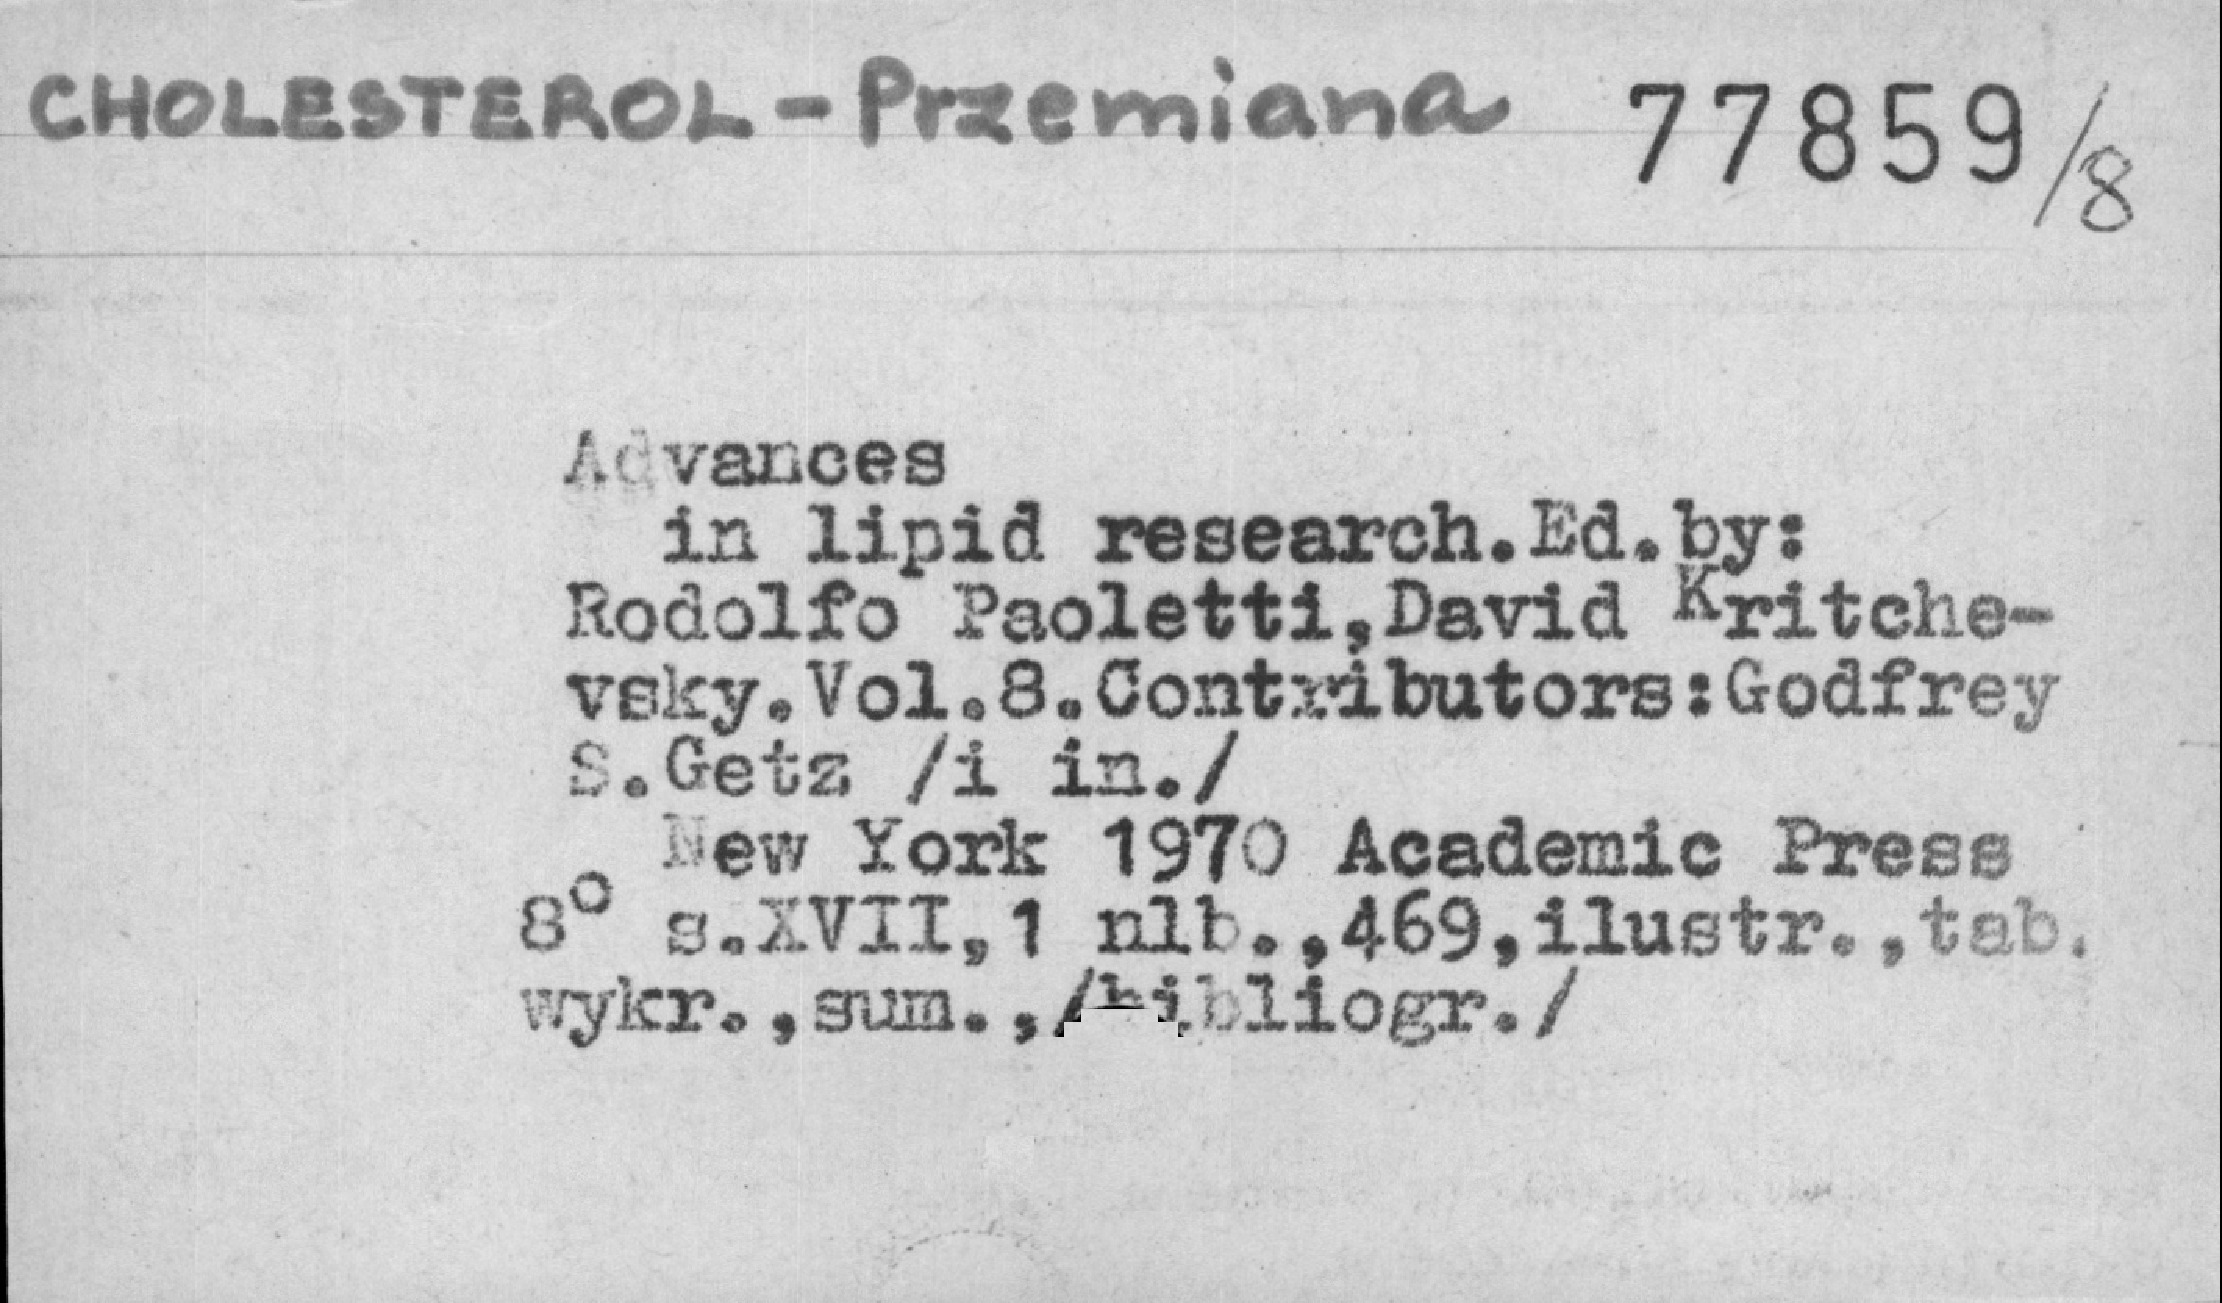 CHOLESTEROL - Przemiana 77859/8
Advances
in lipid research.Ed.by:
Rodolfo Paoletti,David Kritche-
vsky.Vol.8.Contributors:Godfrey
S.Getz /i in./
New York 1970 Academic Press
8° s.XVII,1 nlb.,469,ilustr.,tab.
wykr.,sum.,/bibliogr./